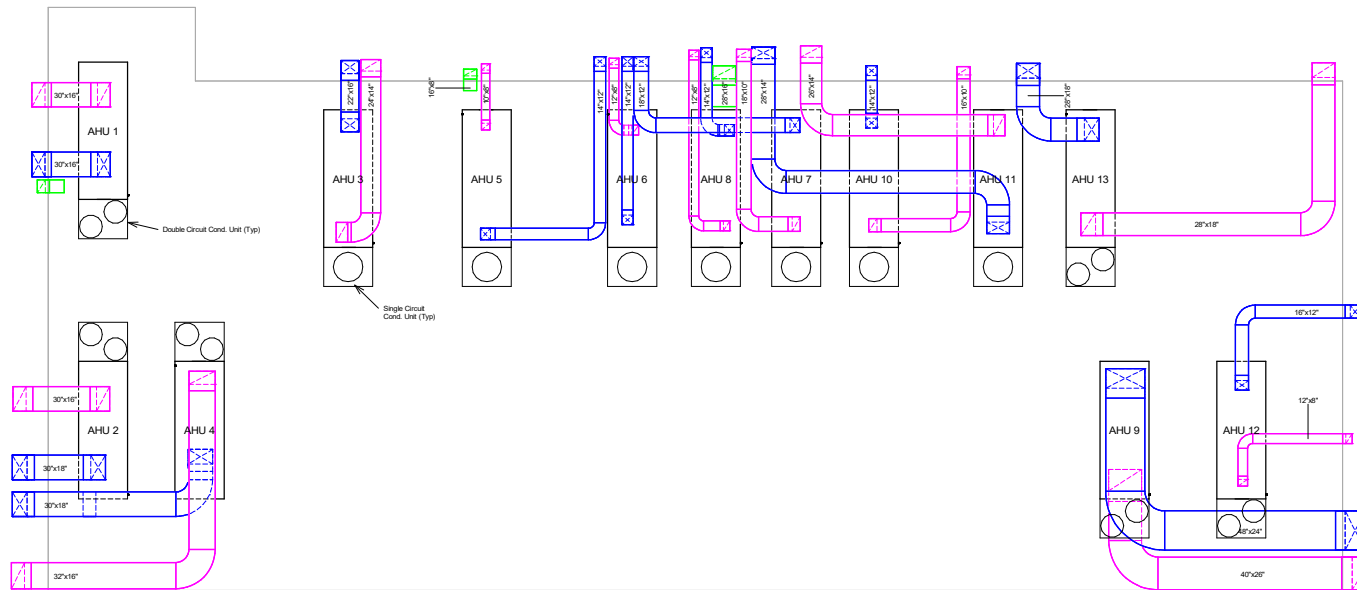 30"x16"
AHU 1
30"x16"
Double Circuit Cond. Unit (Typ)
22"x16"
24"x14"
AHU 3
Single Circuit
Cond. Unit (Typ)
16"x8"
10"x8"
AHU 5
14"x12"
12"x8"
14"x12"
18"x12"
AHU 6
12"x8"
14"x12"
28"x16"
18"x10"
28"x14"
AHU 8
26"x14"
AHU 7
14"x12"
AHU 10
16"x10"
AHU 11
28"x18"
AHU 13
28"x18"
30"x16"
AHU 2
AHU 4
30"x18"
30"x18"
32"x16"
16"x12"
12"x8"
AHU 9
AHU 12
48"x24"
40"x26"